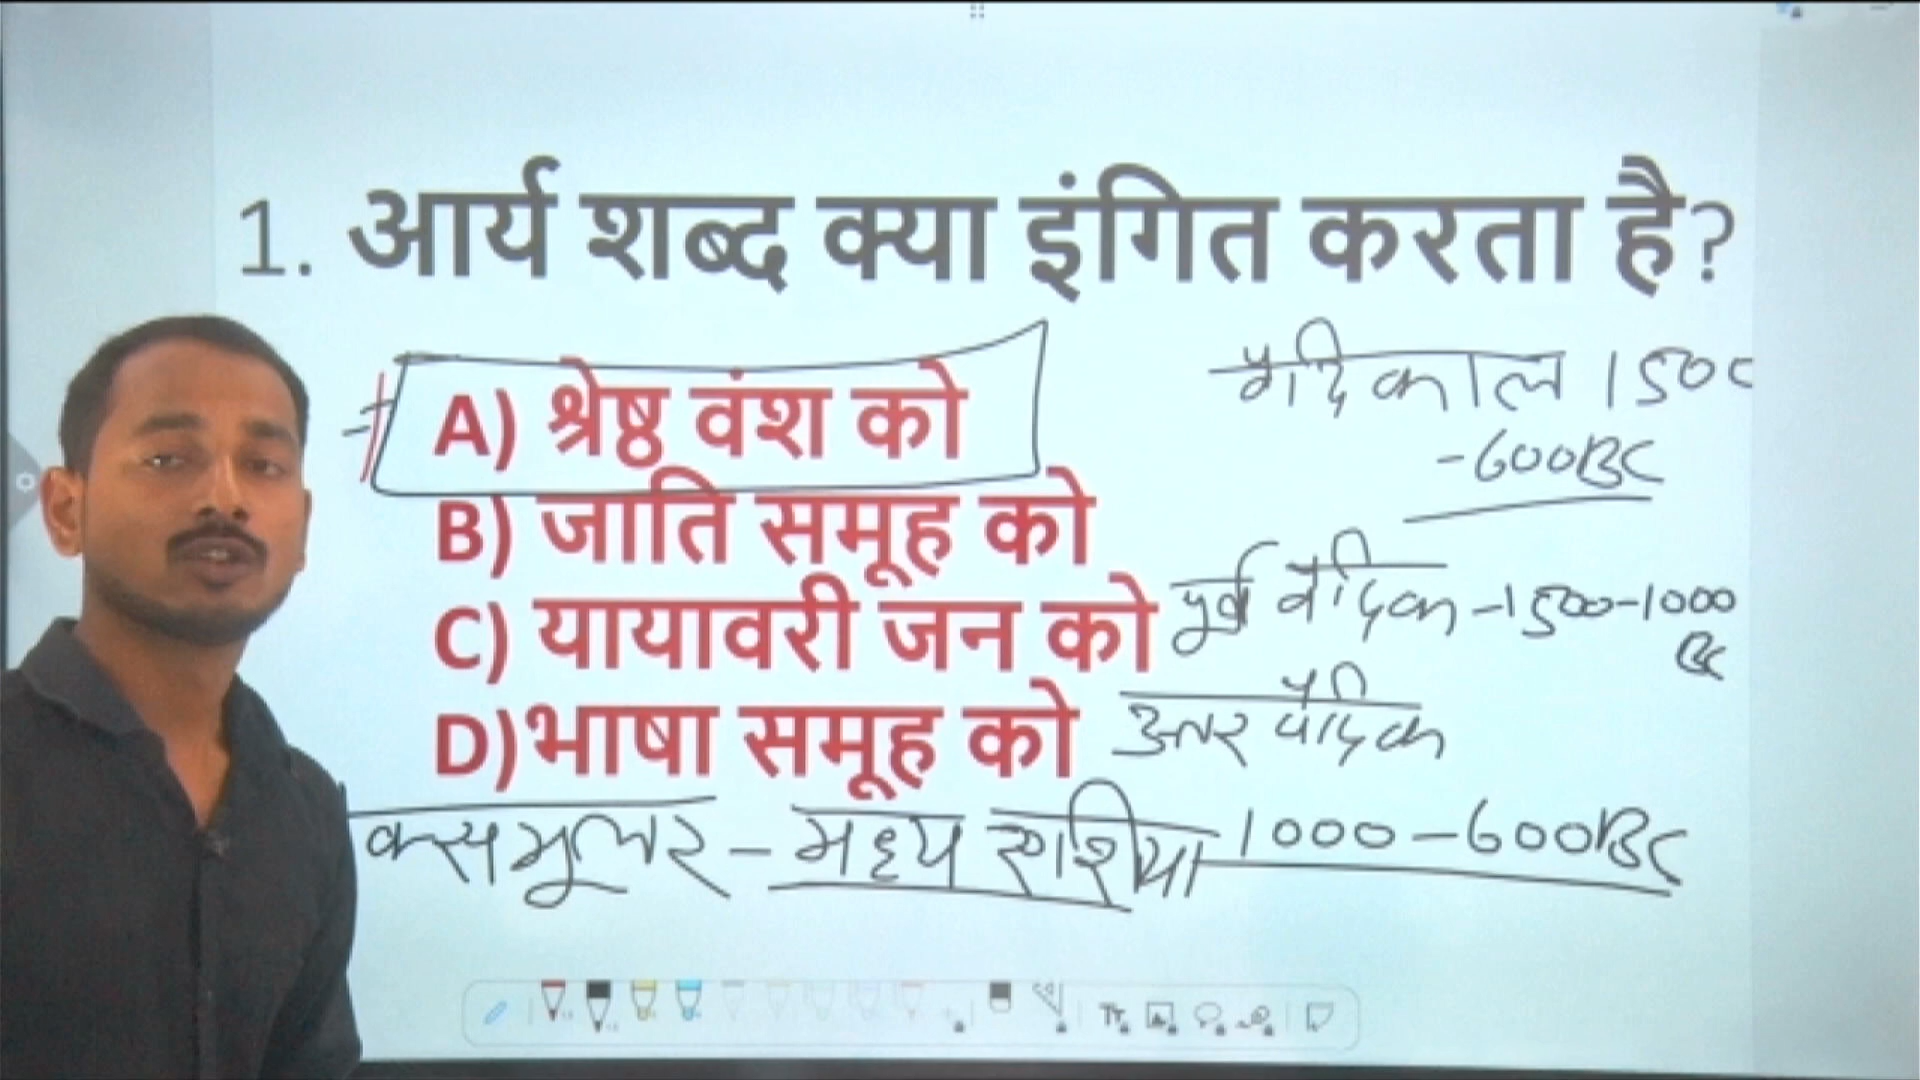 1. आर्य शब्द क्या इंगित करता है?
A) श्रेष्ठ वंश को
B) जाति समूह को
C) यायावरी जन को
D) भाषा समूह को
काल 1500
-600BC
पूर्व वैदिक -1500-1000
BC
उत्तर वैदिक
1000-600BC
क्समूलर - मध्य एशिया